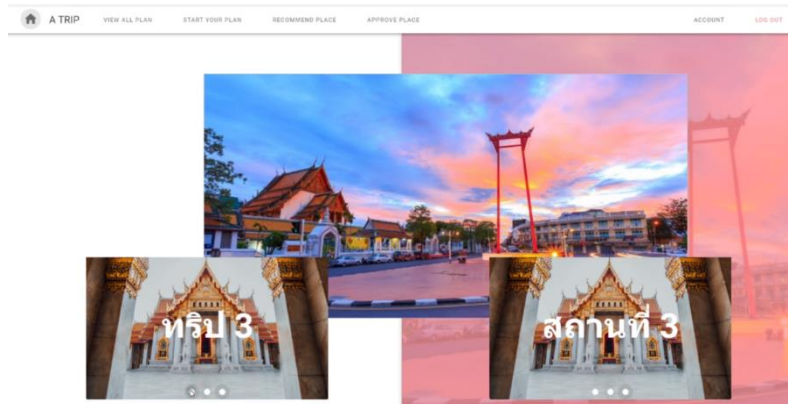 A TRIP VIEW ALL PLAN START YOUR PLAN RECOMMEND PLACE APPROVE PLACE ACCOUNT LOG OUT
ทริป 3 สถานที่ 3